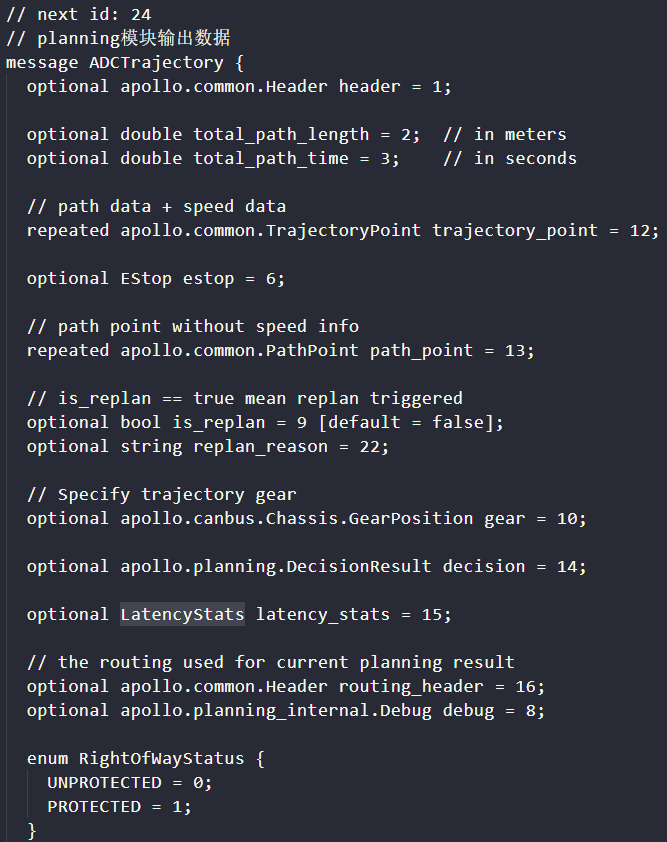 // next id: 24
// planning模块输出数据
message ADCTrajectory {
  optional apollo.common.Header header = 1;

  optional double total_path_length = 2;  // in meters
  optional double total_path_time = 3;    // in seconds

  // path data + speed data
  repeated apollo.common.TrajectoryPoint trajectory_point = 12;

  optional EStop estop = 6;

  // path point without speed info
  repeated apollo.common.PathPoint path_point = 13;

  // is_replan == true mean replan triggered
  optional bool is_replan = 9 [default = false];
  optional string replan_reason = 22;

  // Specify trajectory gear
  optional apollo.canbus.Chassis.GearPosition gear = 10;

  optional apollo.planning.DecisionResult decision = 14;

  optional LatencyStats latency_stats = 15;

  // the routing used for current planning result
  optional apollo.common.Header routing_header = 16;
  optional apollo.planning_internal.Debug debug = 8;

  enum RightOfWayStatus {
    UNPROTECTED = 0;
    PROTECTED = 1;
  }